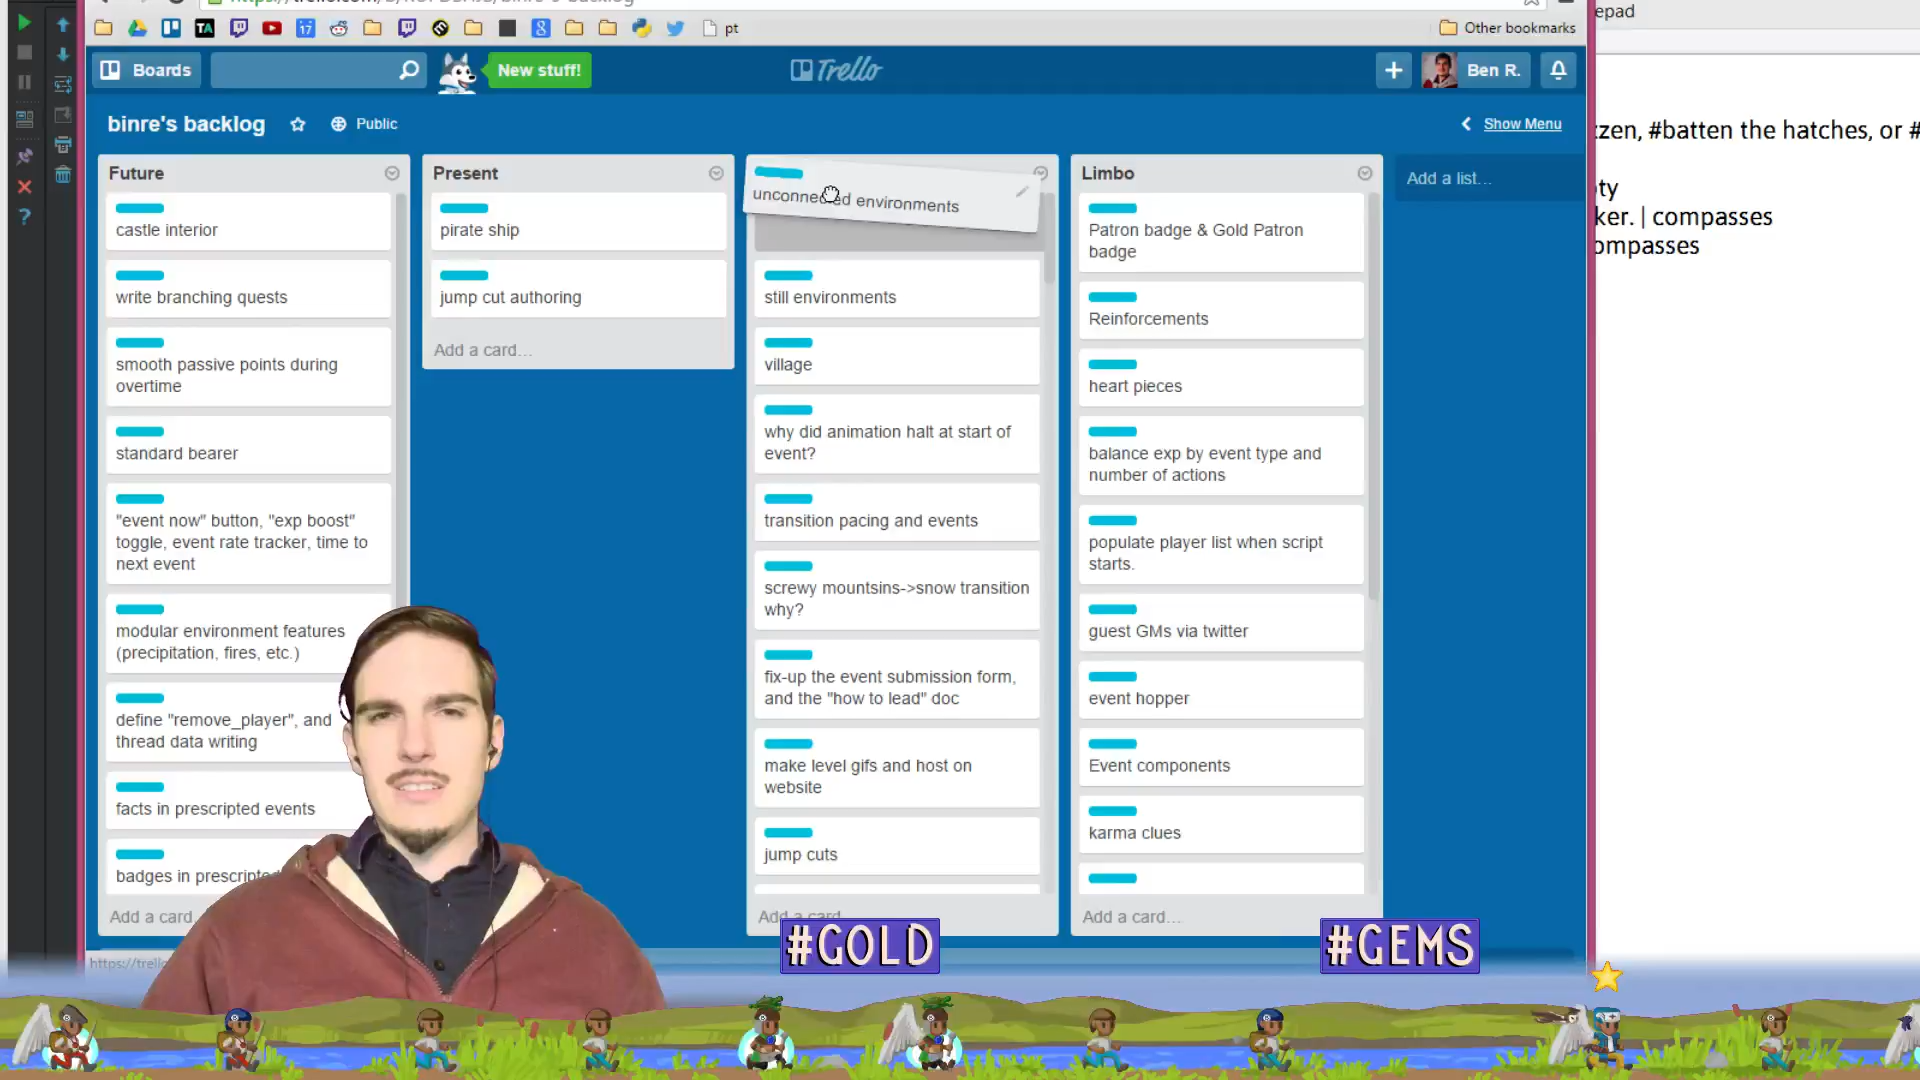 pt
Other bookmarks
epad
Boards
New stuff!
Trello
Ben R.
binre's backlog
Public
Show Menu
Future
castle interior
write branching quests
smooth passive points during
overtime
standard bearer
"event now" button, "exp boost"
toggle, event rate tracker, time to
next event
modular environment features
(precipitation, fires, etc.)
define "remove_player", and
thread data writing
facts in prescripted events
badges in prescripte
Add a card
Present
pirate ship
jump cut authoring
Add a card…
unconnected environments
still environments
village
why did animation halt at start of
event?
transition pacing and events
screwy mountains->snow transition
why?
fix-up the event submission form,
and the "how to lead" doc
make level gifs and host on
website
jump cuts
Add a card
Limbo
Patron badge & Gold Patron
badge
Reinforcements
heart pieces
balance exp by event type and
number of actions
populate player list when script
starts.
guest GMs via twitter
event hopper
Event components
karma clues
Add a card…
Add a list…
zen, #batten the hatches, or #
ty
ker. | compasses
ompasses
https://trell
#GOLD
#GEMS